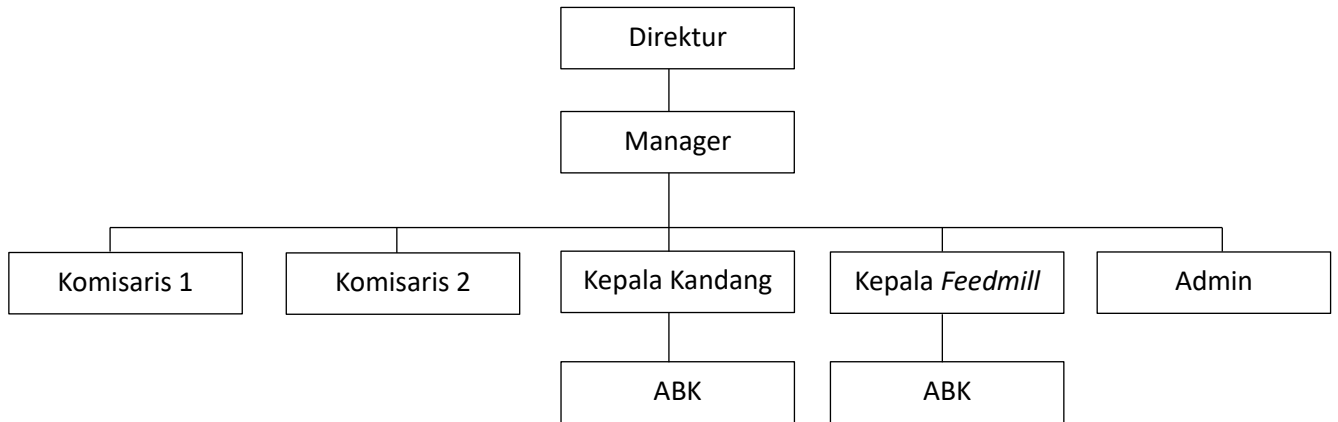 Direktur
Manager
Komisaris 1
Komisaris 2
Kepala Kandang
Kepala Feedmill
Admin
ABK
ABK